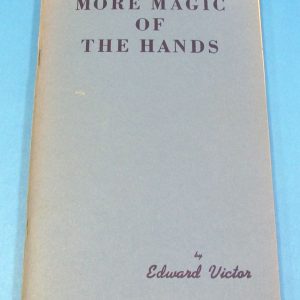 MORE MAGIC
OF
THE HANDS
by
Edward Victor